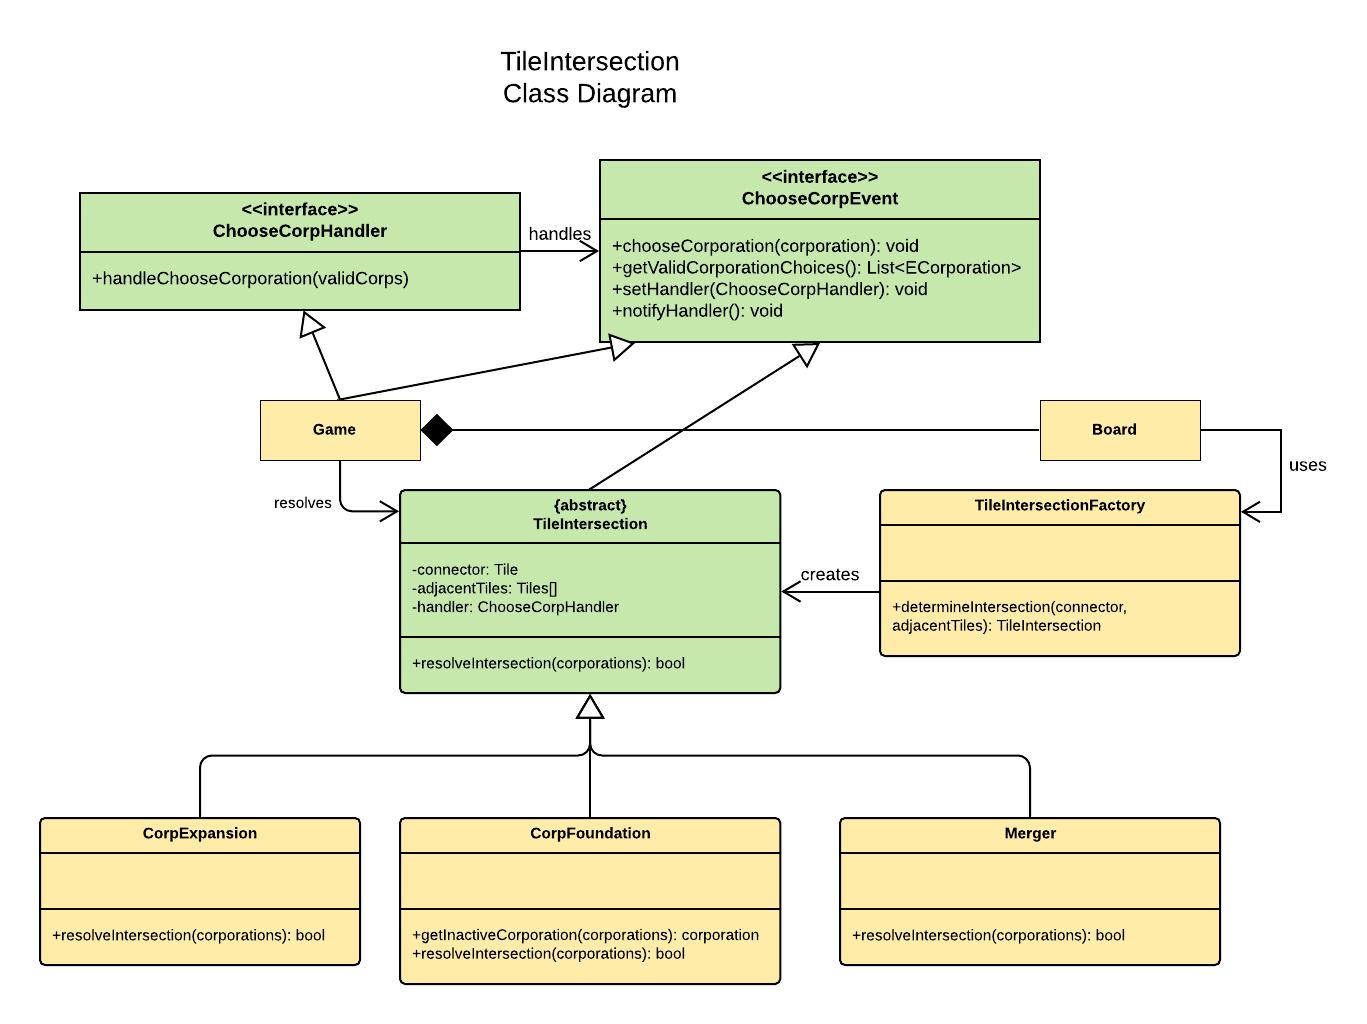 TileIntersection
Class Diagram
<<interface>>
ChooseCorpHandler
+handleChooseCorporation(validCorps)
handles
<<interface>>
ChooseCorpEvent
+chooseCorporation(corporation): void
+getValidCorporationChoices(): List<ECorporation>
+setHandler(ChooseCorpHandler): void
+notifyHandler(): void
Game
Board
uses
resolves
{abstract}
TileIntersection
-connector: Tile
-adjacentTiles: Tiles[]
-handler: ChooseCorpHandler
+resolveIntersection(corporations): bool
creates
TileIntersectionFactory
+determineIntersection(connector,
adjacentTiles): TileIntersection
CorpExpansion
+resolveIntersection(corporations): bool
CorpFoundation
+getInactiveCorporation(corporations): corporation
+resolveIntersection(corporations): bool
Merger
+resolveIntersection(corporations): bool